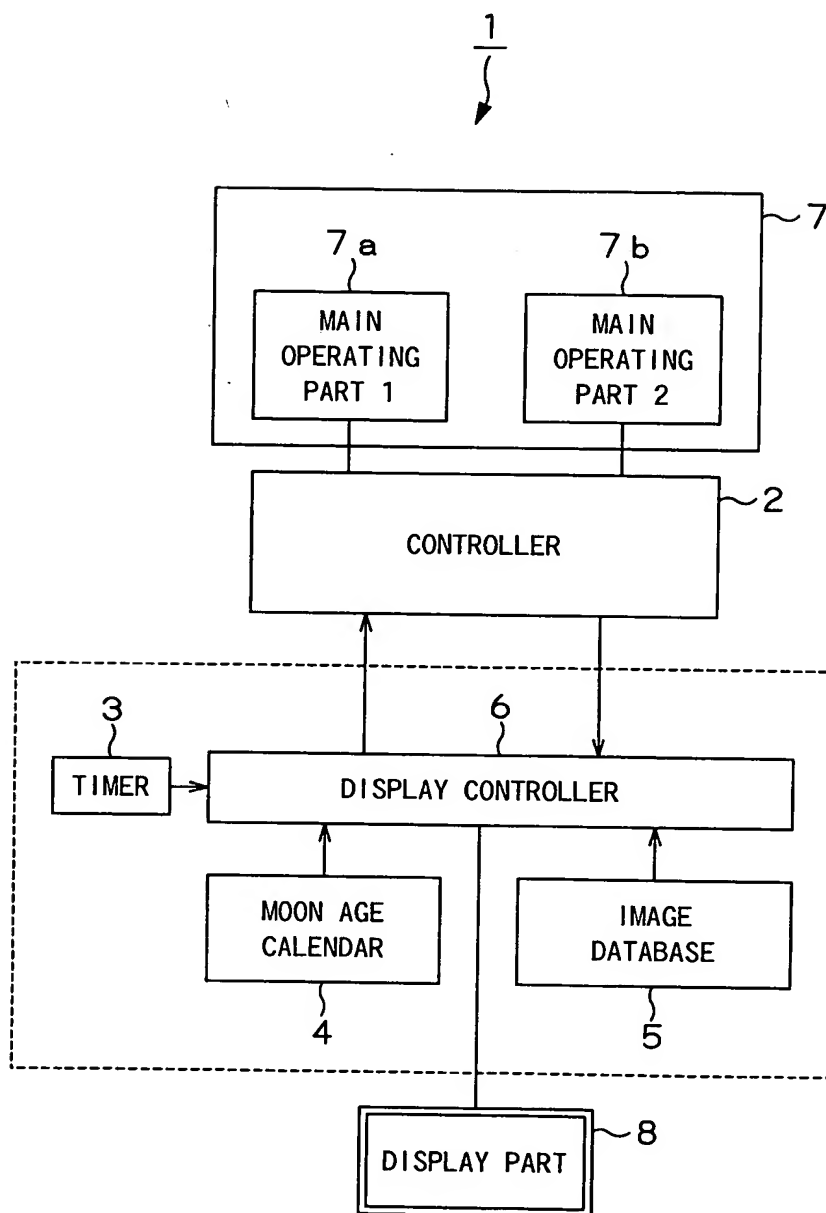 1
7
7a
7b
MAIN
OPERATING
PART 1
MAIN
OPERATING
PART 2
2
CONTROLLER
3
6
TIMER
DISPLAY CONTROLLER
MOON AGE
CALENDAR
IMAGE
DATABASE
4
5
DISPLAY PART
8